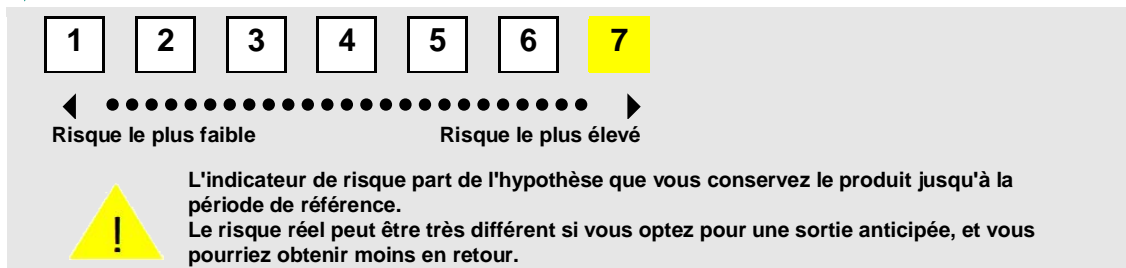 1 2 3 4 5 6 7
Risque le plus faible Risque le plus élevé
L'indicateur de risque part de l'hypothèse que vous conservez le produit jusqu'à la
période de référence.
Le risque réel peut être très différent si vous optez pour une sortie anticipée, et vous
pourriez obtenir moins en retour.
!